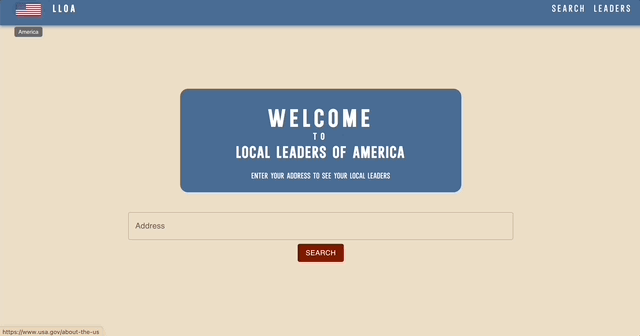 LLOA
SEARCH LEADERS
America
WELCOME
TO
LOCAL LEADERS OF AMERICA
ENTER YOUR ADDRESS TO SEE YOUR LOCAL LEADERS
Address
SEARCH
https://www.usa.gov/about-the-us